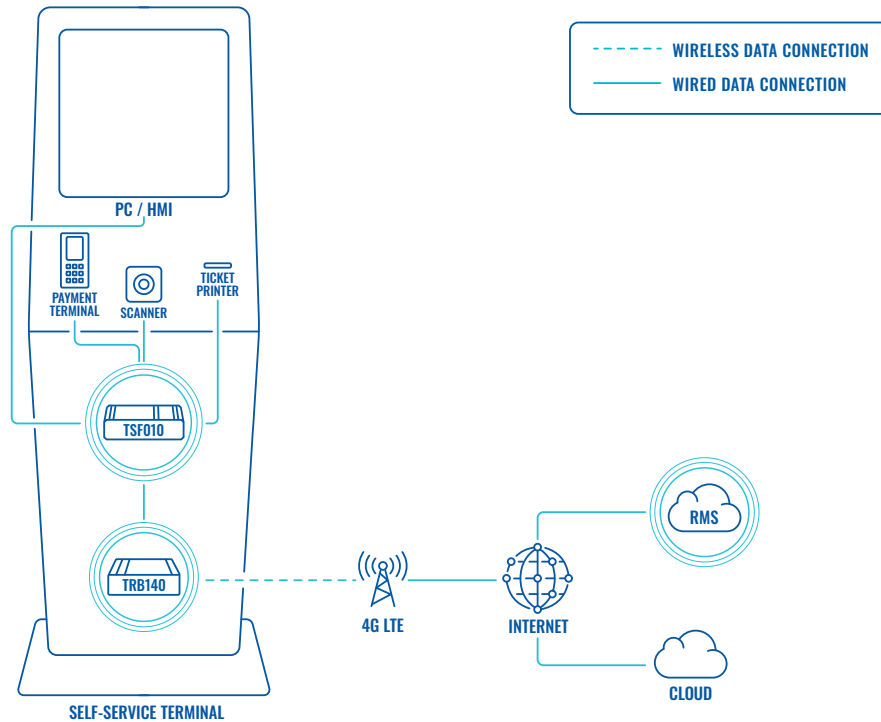 WIRELESS DATA CONNECTION
WIRED DATA CONNECTION
PC / HMI
PAYMENT
TERMINAL
SCANNER
TICKET
PRINTER
TSF010
TRB140
4G LTE
INTERNET
RMS
CLOUD
SELF-SERVICE TERMINAL